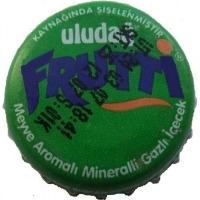 KAYNAĞINDA ŞİŞELENMİŞTİR
uludağ
FRUTTİ
Meyve Aromalı Mineralli Gazlı İçecek